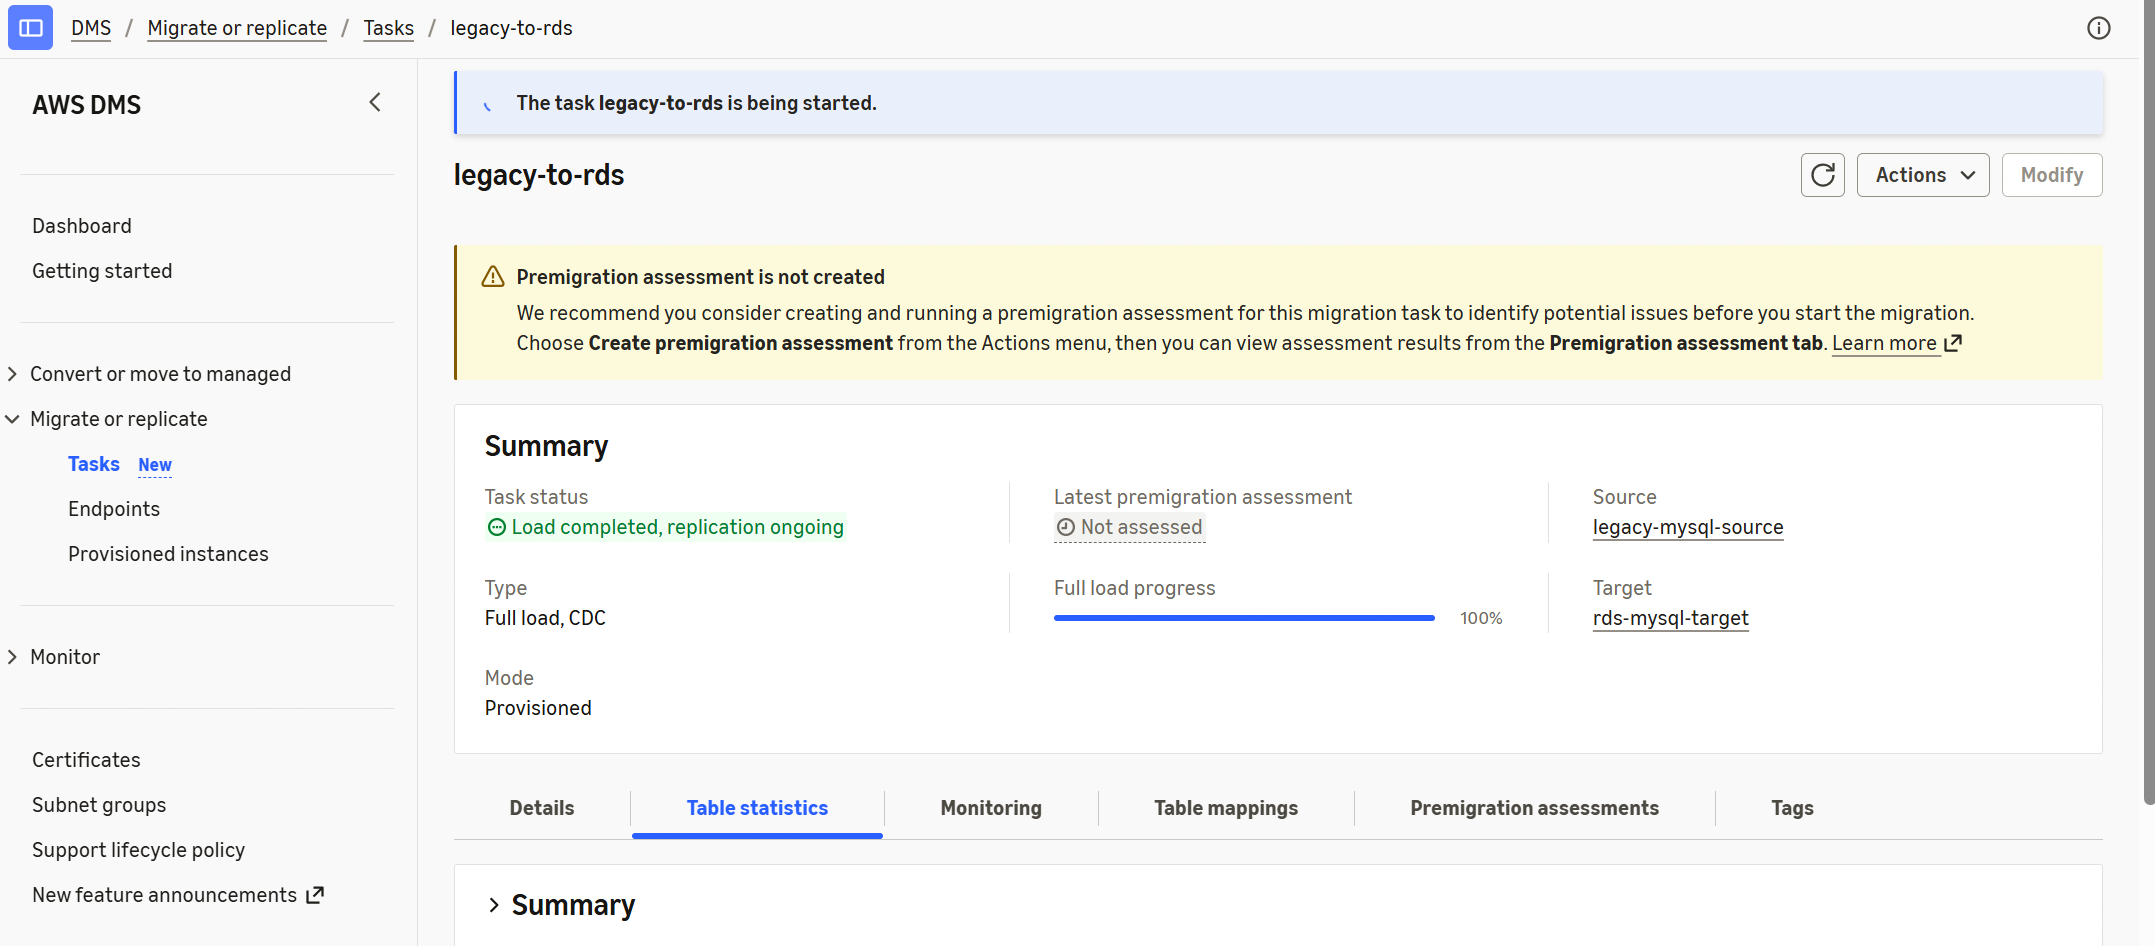 DMS / Migrate or replicate / Tasks / legacy-to-rds
AWS DMS
Dashboard
Getting started
Convert or move to managed
Migrate or replicate
Tasks New
Endpoints
Provisioned instances
Monitor
Certificates
Subnet groups
Support lifecycle policy
New feature announcements
The task legacy-to-rds is being started.
legacy-to-rds
Actions
Modify
Premigration assessment is not created
We recommend you consider creating and running a premigration assessment for this migration task to identify potential issues before you start the migration.
Choose Create premigration assessment from the Actions menu, then you can view assessment results from the Premigration assessment tab. Learn more
Summary
Task status
Load completed, replication ongoing
Latest premigration assessment
Not assessed
Source
legacy-mysql-source
Type
Full load, CDC
Full load progress
100%
Target
rds-mysql-target
Mode
Provisioned
Details
Table statistics
Monitoring
Table mappings
Premigration assessments
Tags
Summary